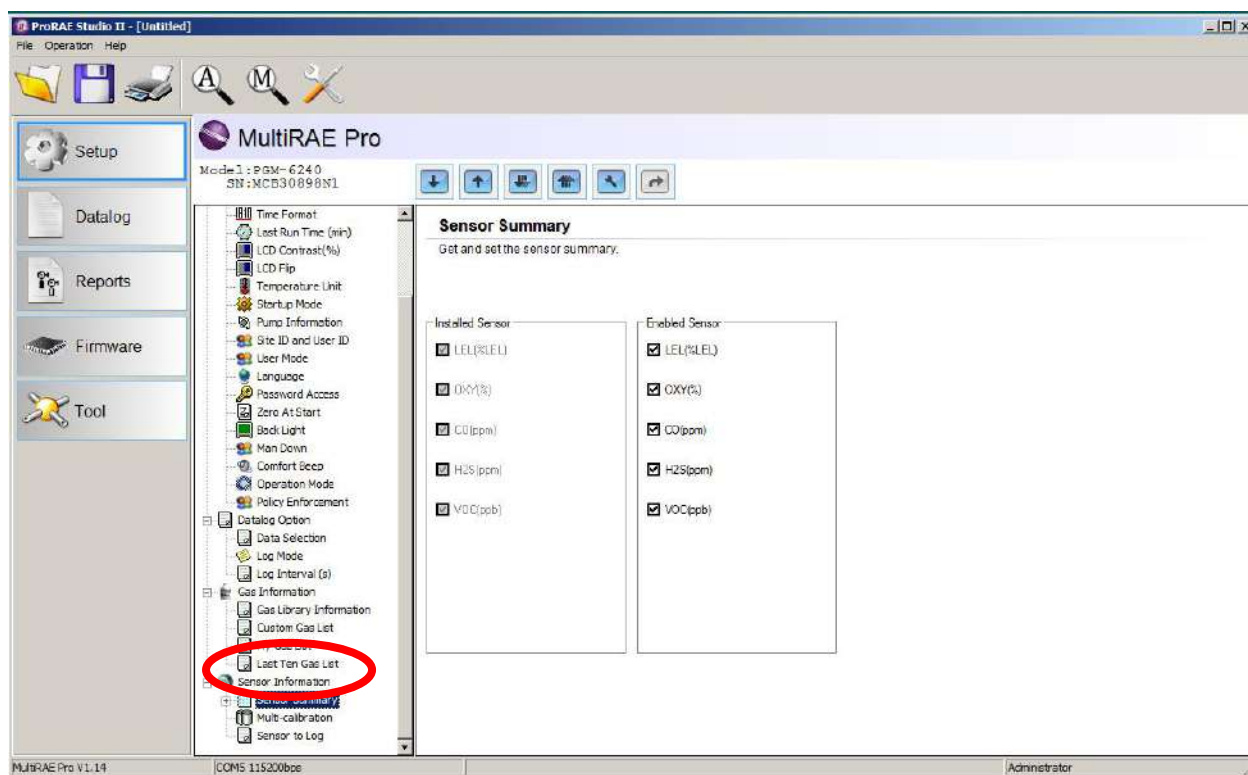 ProRAE Studio II - [Untitled]
File Operation Help
A M
Setup
Datalog
Reports
Firmware
Tool
MultiRAE Pro
Model:PGM-6240
SN:MCB30898N1
Time Format
Last Run Time (min)
LCD Contrast(%)
LCD Flip
Temperature Unit
Startup Mode
Pump Information
Site ID and User ID
User Mode
Language
Password Access
Zero At Start
Back Light
Man Down
Comfort Beep
Operation Mode
Policy Enforcement
Datalog Option
Data Selection
Log Mode
Log Interval (s)
Gas Information
Gas Library Information
Custom Gas List
Last Ten Gas List
Sensor Information
Sensor Summary
Multi-calibration
Sensor to Log
Sensor Summary
Get and set the sensor summary.
Installed Sensor
LEL(%LEL)
OXY(%)
CO(ppm)
H2S(ppm)
VOC(ppb)
Enabled Sensor
LEL(%LEL)
OXY(%)
CO(ppm)
H2S(ppm)
VOC(ppb)
MultiRAE Pro V1.14
COM5 115200bps
Administrator